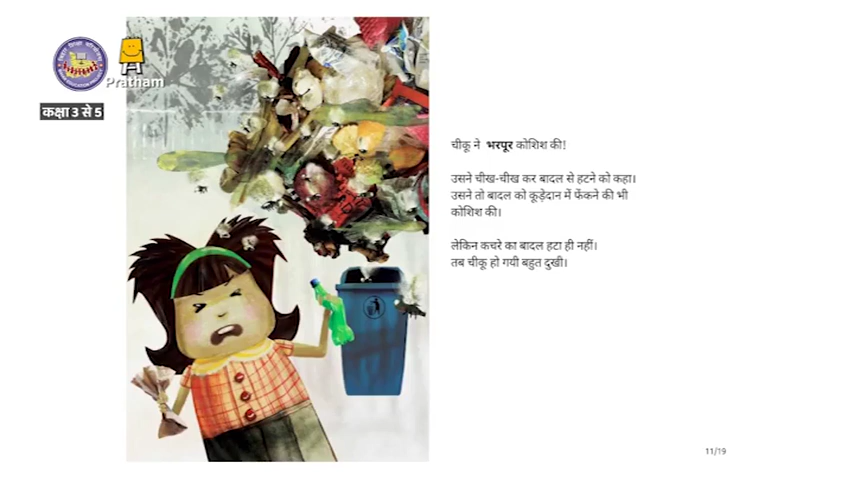 Pratham
कक्षा 3 से 5
चीकू ने भरपूर कोशिश की!
उसने चीख-चीख कर बादल से हटने को कहा।
उसने तो बादल को कूड़ेदान में फेंकने की भी
कोशिश की।
लेकिन कचरे का बादल हटा ही नहीं।
तब चीकू हो गयी बहुत दुखी।
11/19